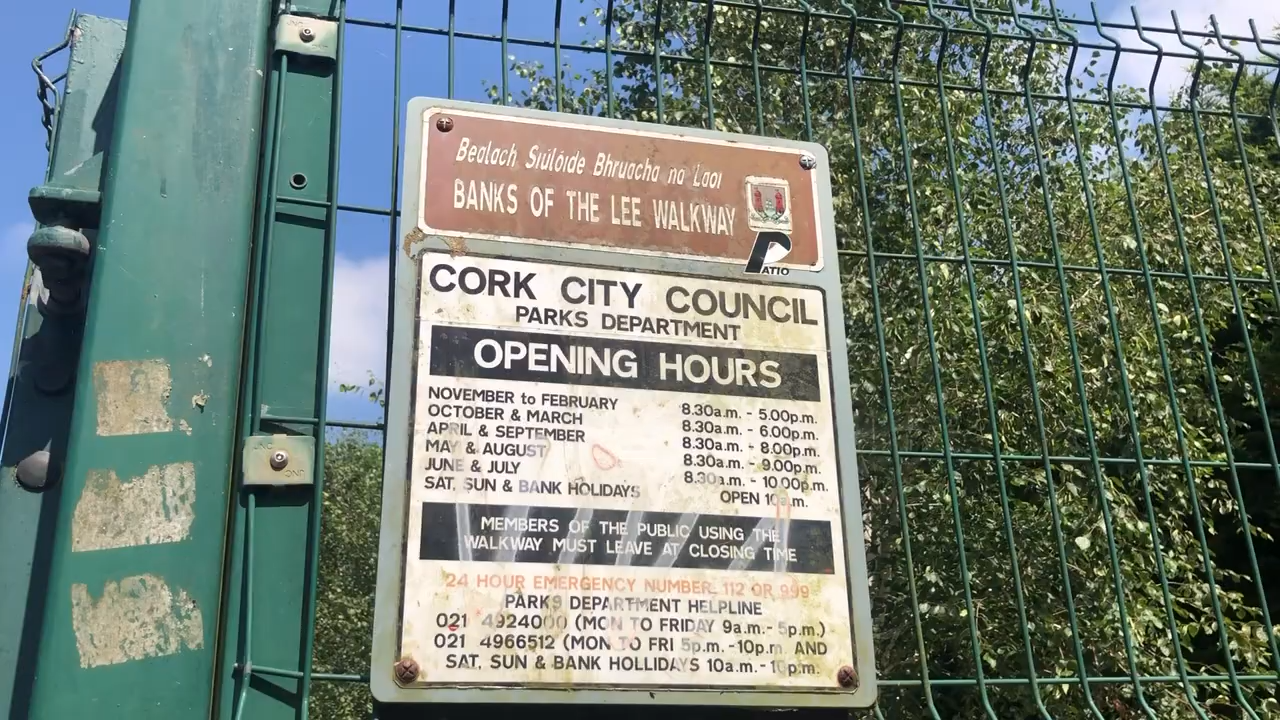 Bealach Siúlóide Bhruacha na Laoi
BANKS OF THE LEE WALKWAY
PATIO
CORK CITY COUNCIL
PARKS DEPARTMENT
OPENING HOURS
NOVEMBER to FEBRUARY 8.30a.m. - 5.00p.m.
OCTOBER & MARCH 8.30a.m. - 6.00p.m.
APRIL & SEPTEMBER 8.30a.m. - 8.00p.m.
MAY & AUGUST 8.30a.m. - 9.00p.m.
JUNE & JULY 8.30a.m. - 10.00p.m.
SAT, SUN & BANK HOLIDAYS OPEN 10a.m.
MEMBERS OF THE PUBLIC USING THE
WALKWAY MUST LEAVE AT CLOSING TIME
24 HOUR EMERGENCY NUMBER, 112 OR 999
PARKS DEPARTMENT HELPLINE
021 4924000 (MON TO FRIDAY 9a.m.- 5p.m.)
021 4966512 (MON TO FRI 5p.m.-10p.m. AND
SAT, SUN & BANK HOLLIDAYS 10a.m.- 10p.m.